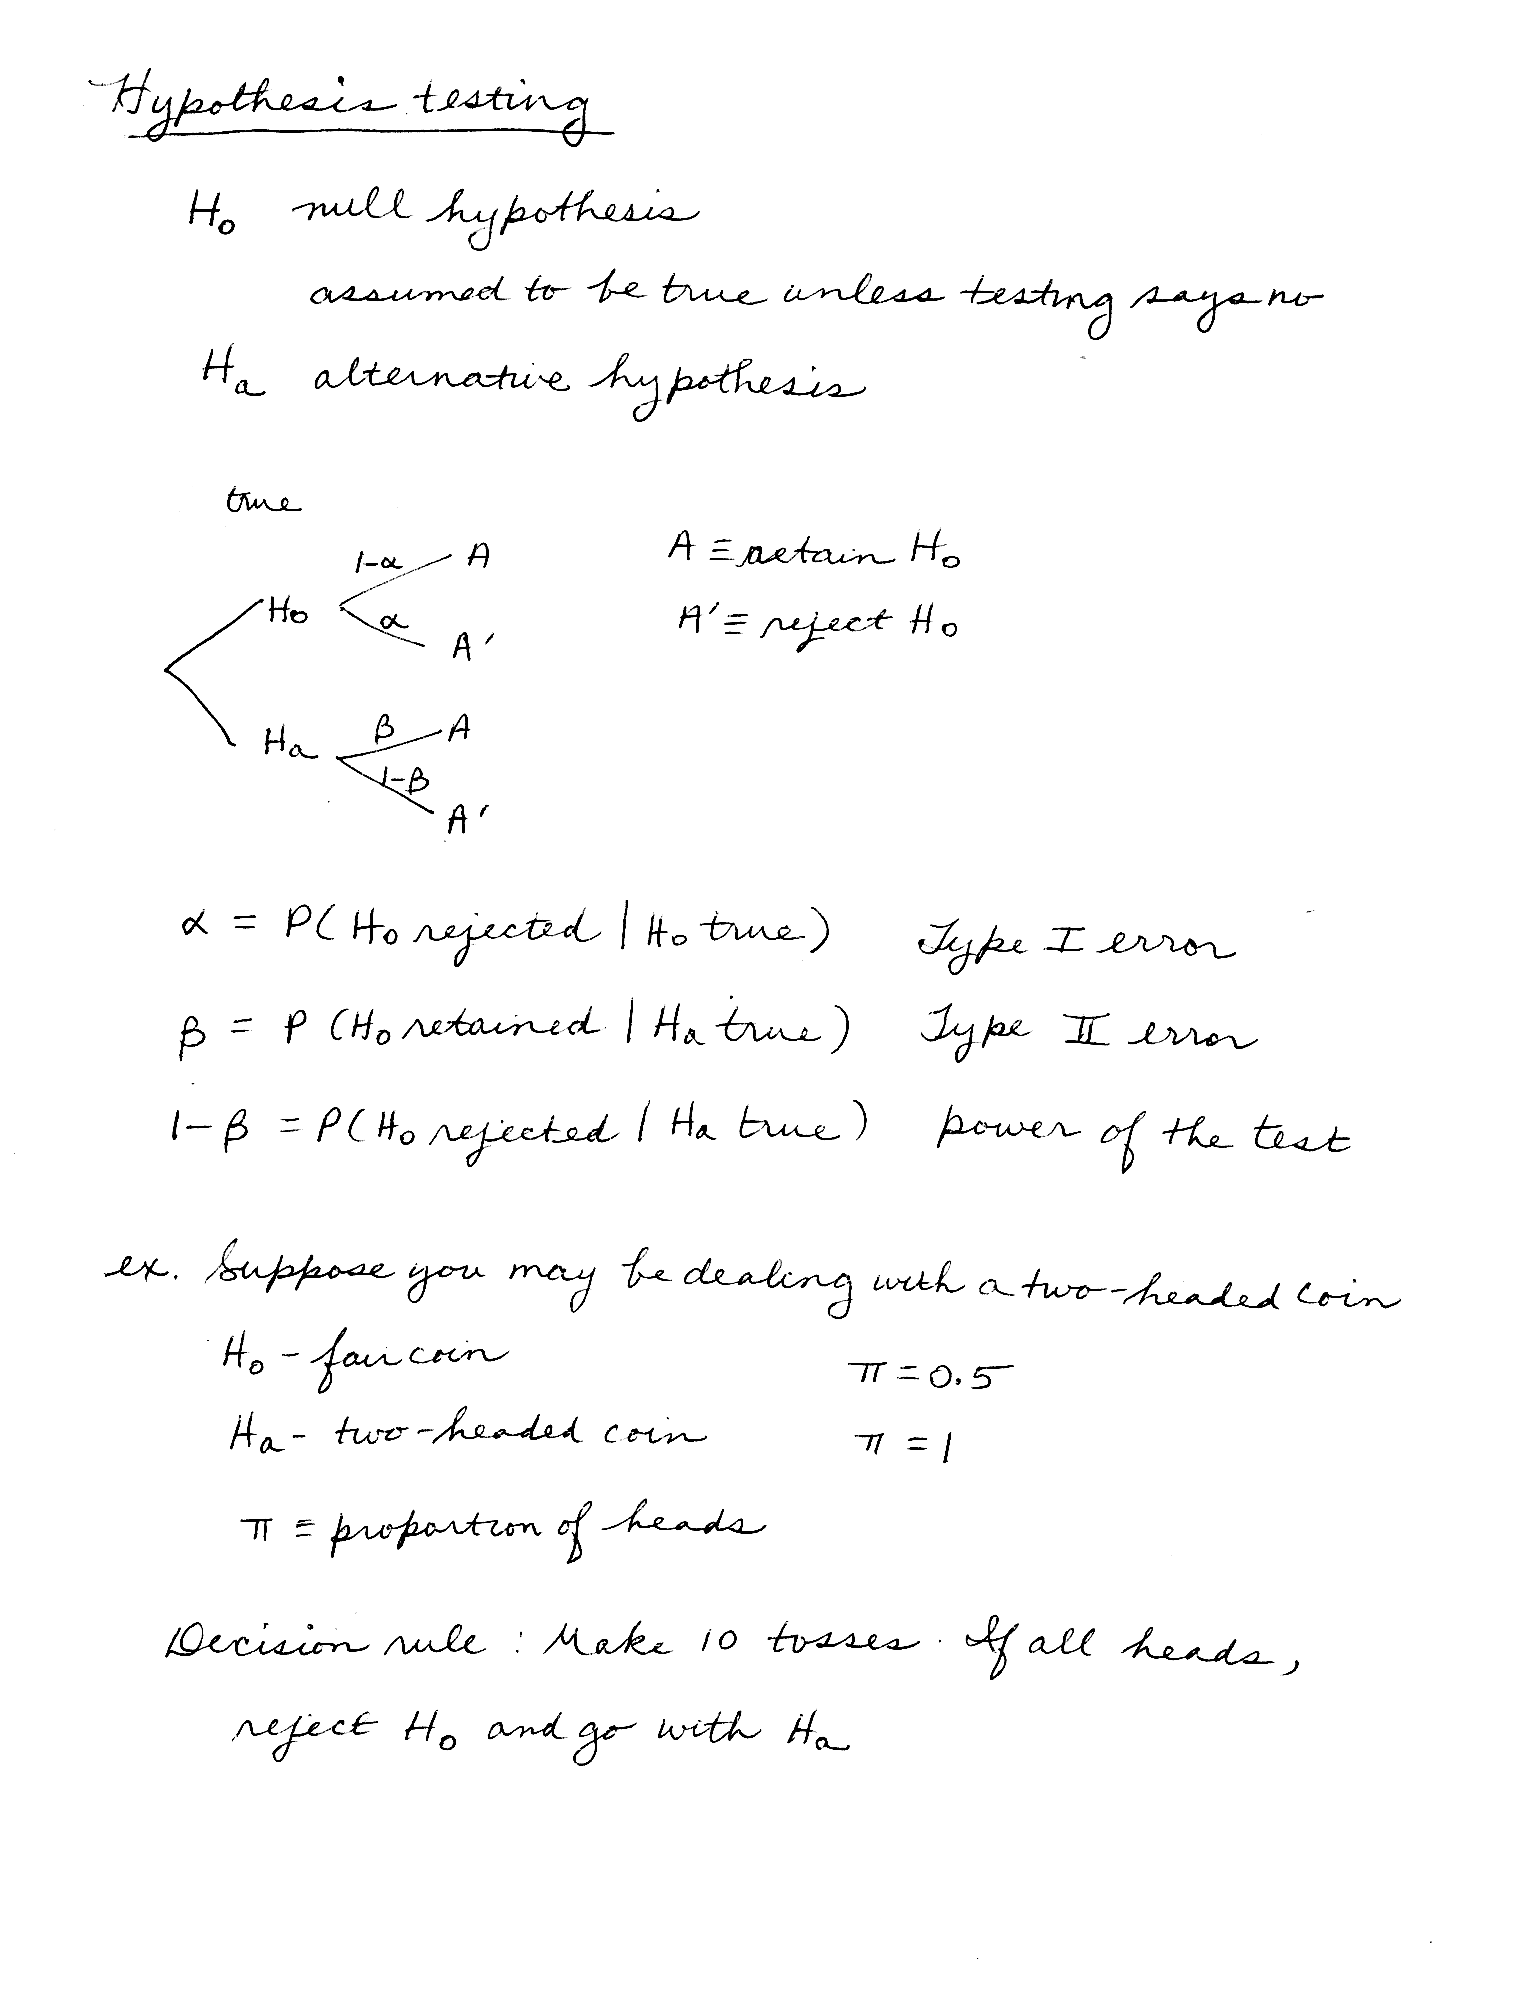 Hypothesis testing
H₀ null hypothesis
assumed to be true unless testing says no
Hₐ alternative hypothesis
true
1-α A
H₀ α
A'
β A
Hₐ 1-β
A'
A ≡ retain H₀
A' ≡ reject H₀
α = P(H₀ rejected | H₀ true) Type I error
β = P(H₀ retained | Hₐ true) Type II error
1-β = P(H₀ rejected | Hₐ true) power of the test
ex. Suppose you may be dealing with a two-headed coin
H₀ - fair coin π = 0.5
Hₐ - two-headed coin π = 1
π ≡ proportion of heads
Decision rule: Make 10 tosses. If all heads,
reject H₀ and go with Hₐ